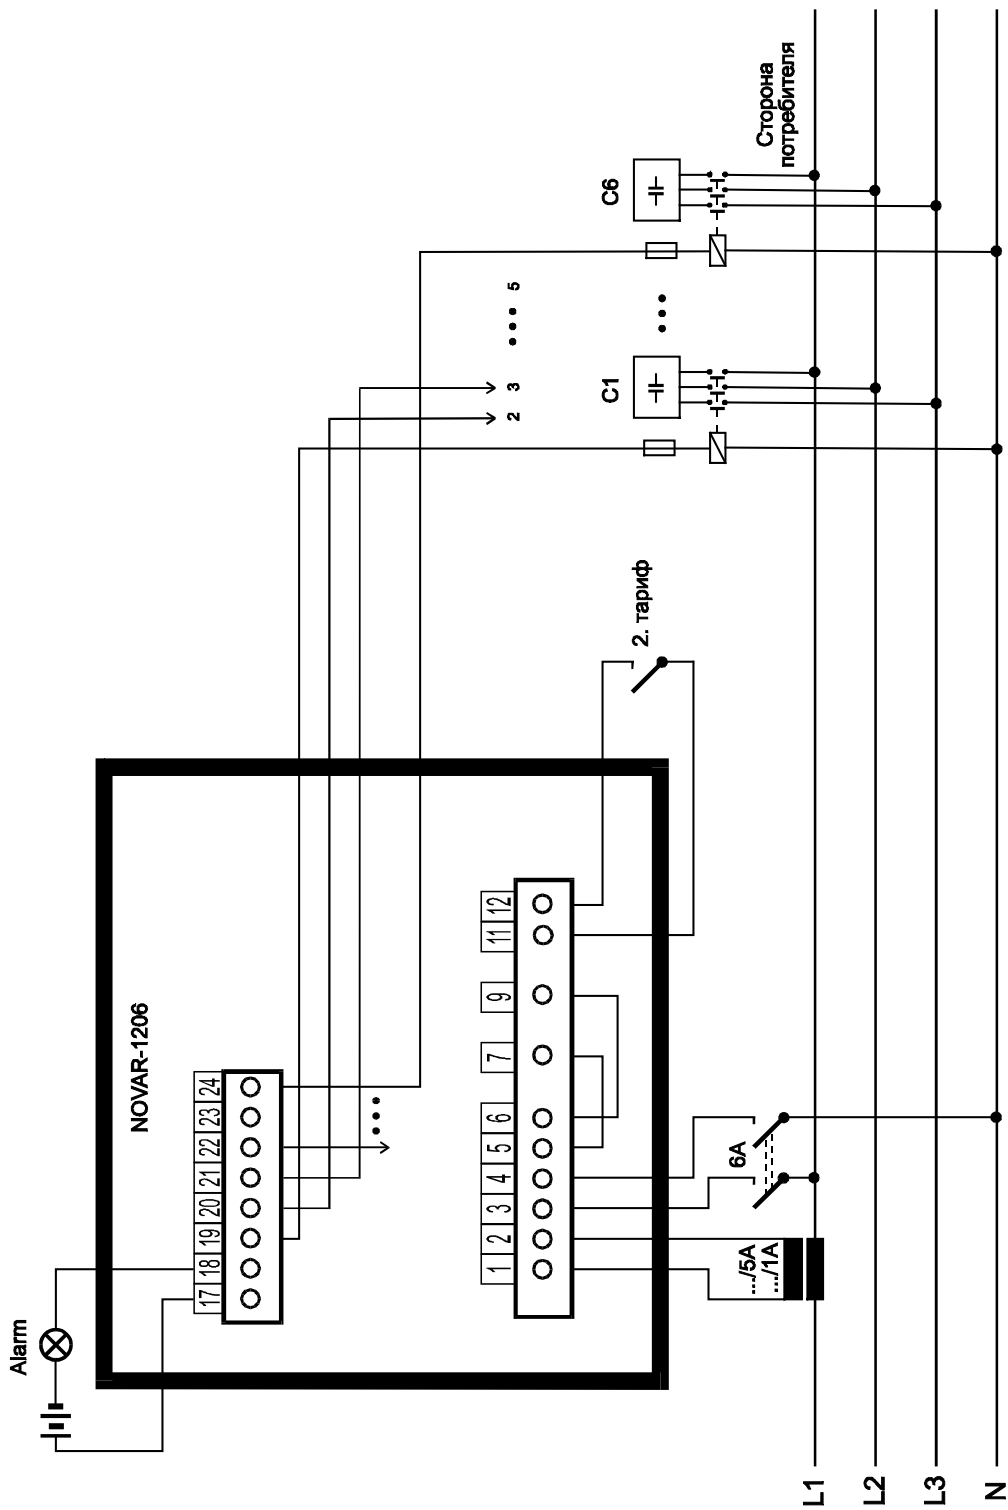 Alarm
NOVAR-1206
17 18 19 20 21 22 23 24
1 2 3 4 5 6 7 9 11 12
2 3 5
C1
C6
2. тариф
6A
.../5A
.../1A
Сторона
потребителя
L1
L2
L3
N